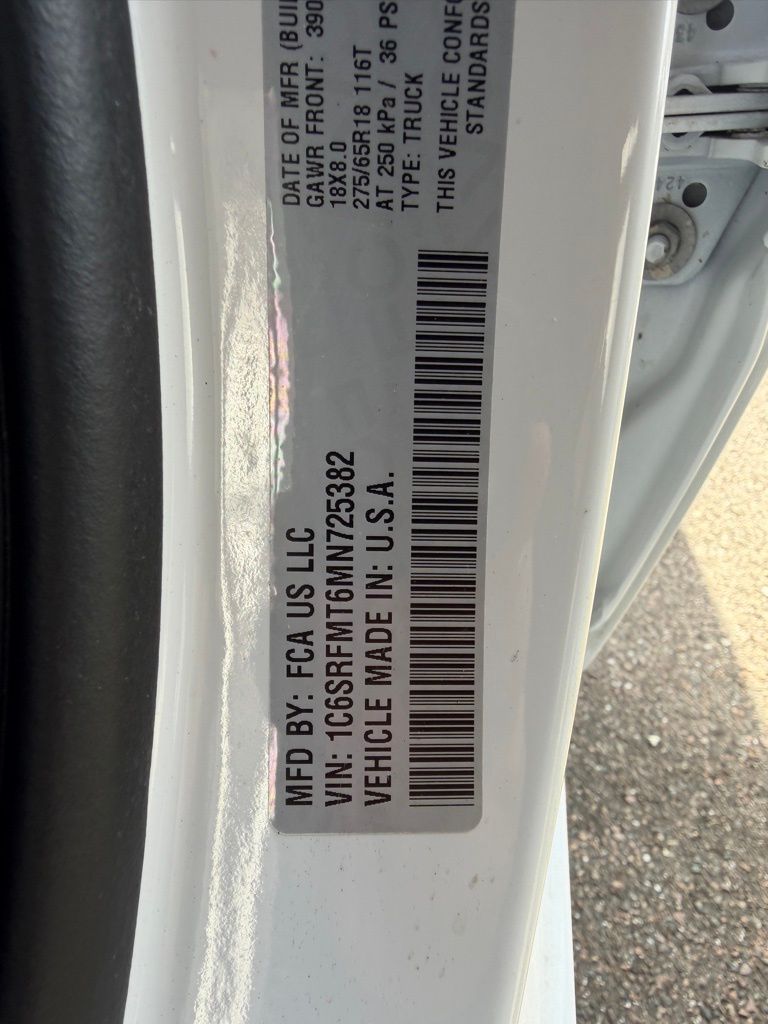 MFD BY: FCA US LLC
VIN: 1C6SRFMT6MN725382
VEHICLE MADE IN: U.S.A.
DATE OF MFR (BUI
GAWR FRONT: 390
18X8.0
275/65R18 116T
AT 250 kPa / 36 PS
TYPE: TRUCK
THIS VEHICLE CONF
STANDARDS